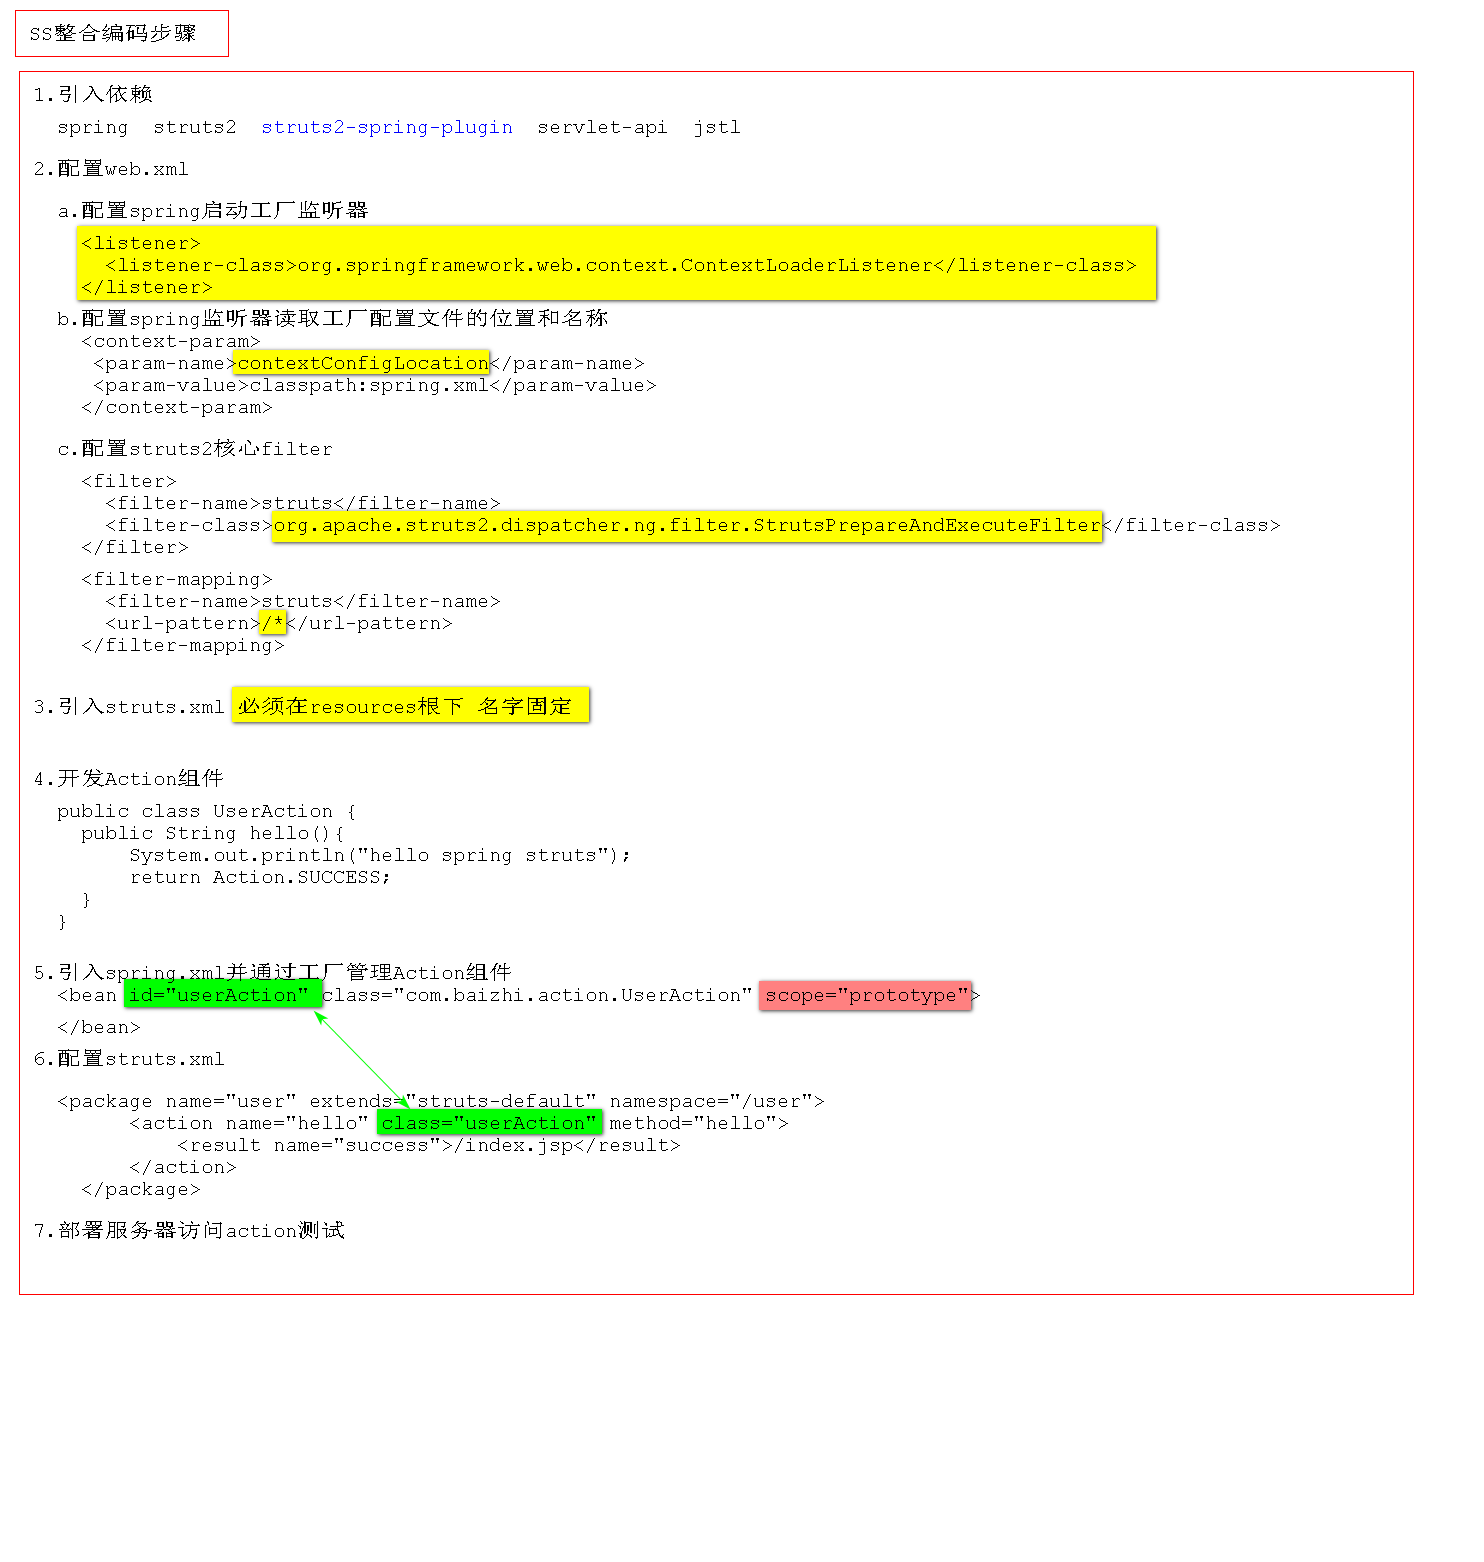 SS整合编码步骤
1.引入依赖
spring  struts2  struts2-spring-plugin  servlet-api  jstl
2.配置web.xml
a.配置spring启动工厂监听器
<listener>
<listener-class>org.springframework.web.context.ContextLoaderListener</listener-class>
</listener>
b.配置spring监听器读取工厂配置文件的位置和名称
<context-param>
<param-name>contextConfigLocation</param-name>
<param-value>classpath:spring.xml</param-value>
</context-param>
c.配置struts2核心filter
<filter>
<filter-name>struts</filter-name>
<filter-class>org.apache.struts2.dispatcher.ng.filter.StrutsPrepareAndExecuteFilter</filter-class>
</filter>
<filter-mapping>
<filter-name>struts</filter-name>
<url-pattern>/*</url-pattern>
</filter-mapping>
3.引入struts.xml 必须在resources根下 名字固定
4.开发Action组件
public class UserAction {
public String hello(){
System.out.println("hello spring struts");
return Action.SUCCESS;
}
}
5.引入spring.xml并通过工厂管理Action组件
<bean id="userAction" class="com.baizhi.action.UserAction" scope="prototype">
</bean>
6.配置struts.xml
<package name="user" extends="struts-default" namespace="/user">
<action name="hello" class="userAction" method="hello">
<result name="success">/index.jsp</result>
</action>
</package>
7.部署服务器访问action测试